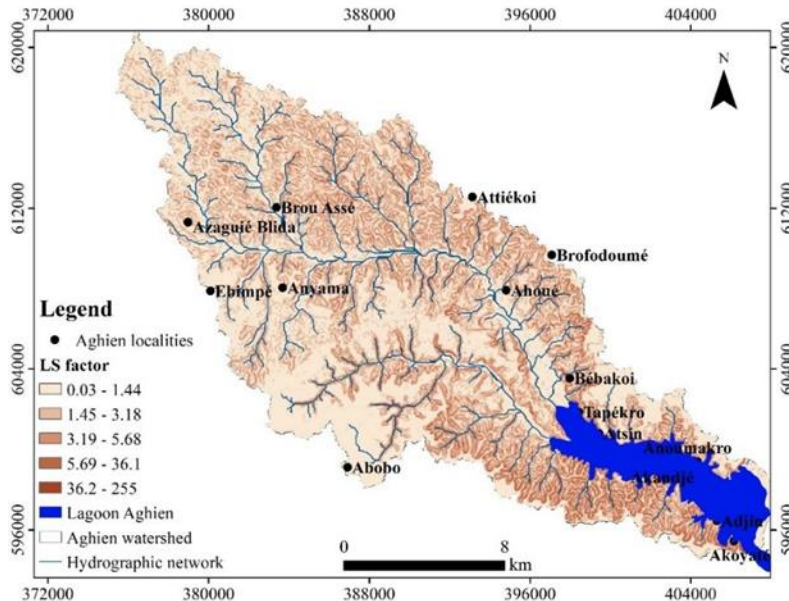 372000 380000 388000 396000 404000
620000
612000
604000
596000
620000
612000
604000
596000
N
Attiékoi
Brou Assé
Azaguié Blida
Brofodoumé
Ebimpé
Anyama
Ahoué
Bébakoi
Tapékro
Anoumakro
Akandjé
Abobo
Adjin
Akoyaté
Legend
Aghien localities
LS factor
0.03 - 1.44
1.45 - 3.18
3.19 - 5.68
5.69 - 36.1
36.2 - 255
Lagoon Aghien
Aghien watershed
Hydrographic network
0 8
km
372000 380000 388000 396000 404000